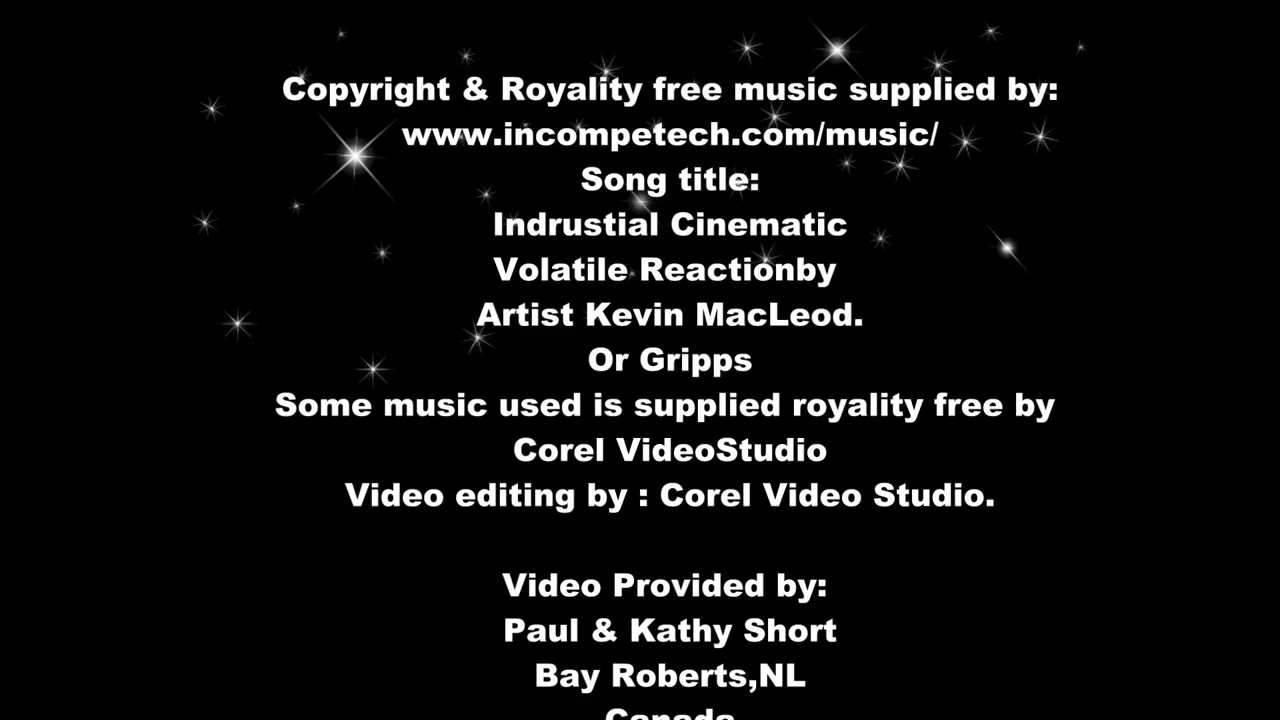 Copyright & Royality free music supplied by:
www.incompetech.com/music/
Song title:
Indrustial Cinematic
Volatile Reactionby
Artist Kevin MacLeod.
Or Gripps
Some music used is supplied royality free by
Corel VideoStudio
Video editing by : Corel Video Studio.
Video Provided by:
Paul & Kathy Short
Bay Roberts,NL
Canada